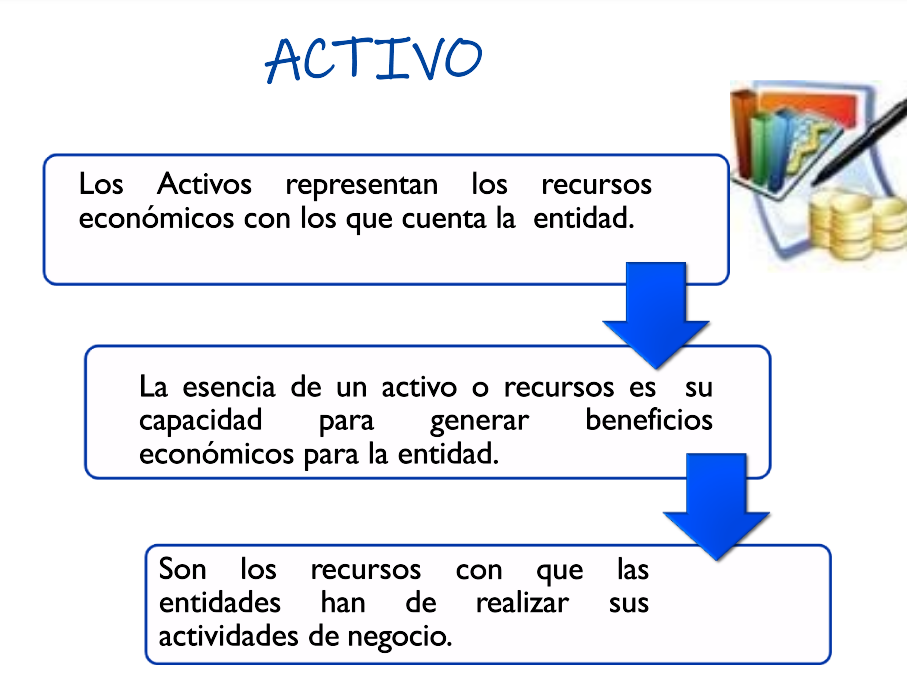 ACTIVO
Los Activos representan los recursos
económicos con los que cuenta la entidad.
La esencia de un activo o recursos es su
capacidad para generar beneficios
económicos para la entidad.
Son los recursos con que las
entidades han de realizar sus
actividades de negocio.